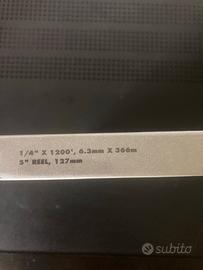 1/4" X 1200', 6.3mm X 366m
5" REEL, 127mm
subito